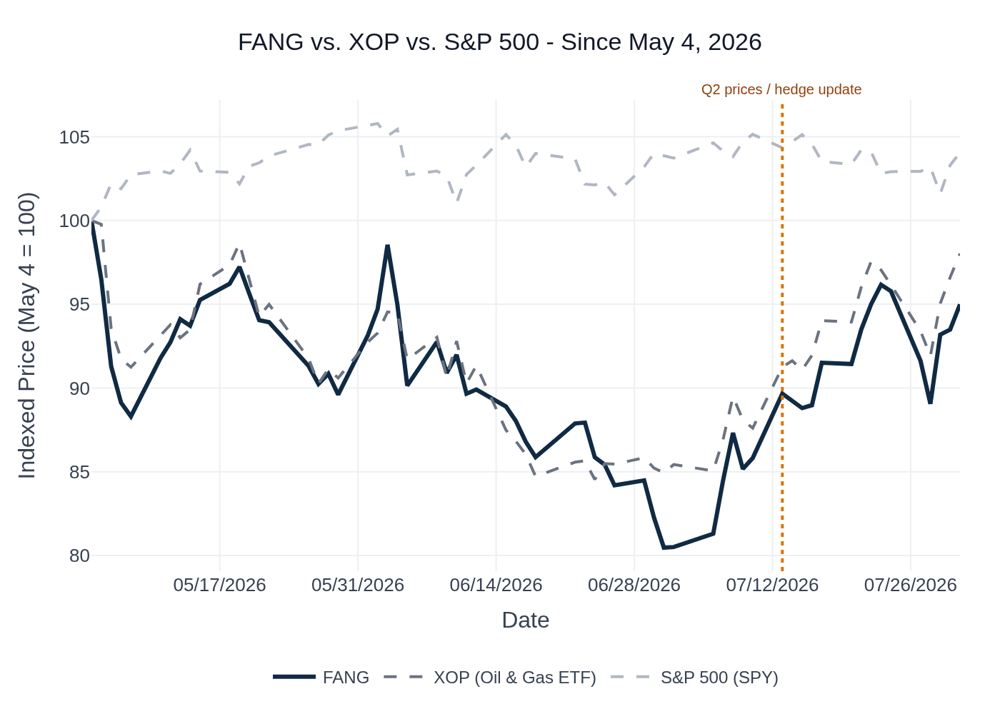 FANG vs. XOP vs. S&P 500 - Since May 4, 2026
Q2 prices / hedge update
Indexed Price (May 4 = 100)
105
100
95
90
85
80
05/17/2026
05/31/2026
06/14/2026
06/28/2026
07/12/2026
07/26/2026
Date
FANG
XOP (Oil & Gas ETF)
S&P 500 (SPY)